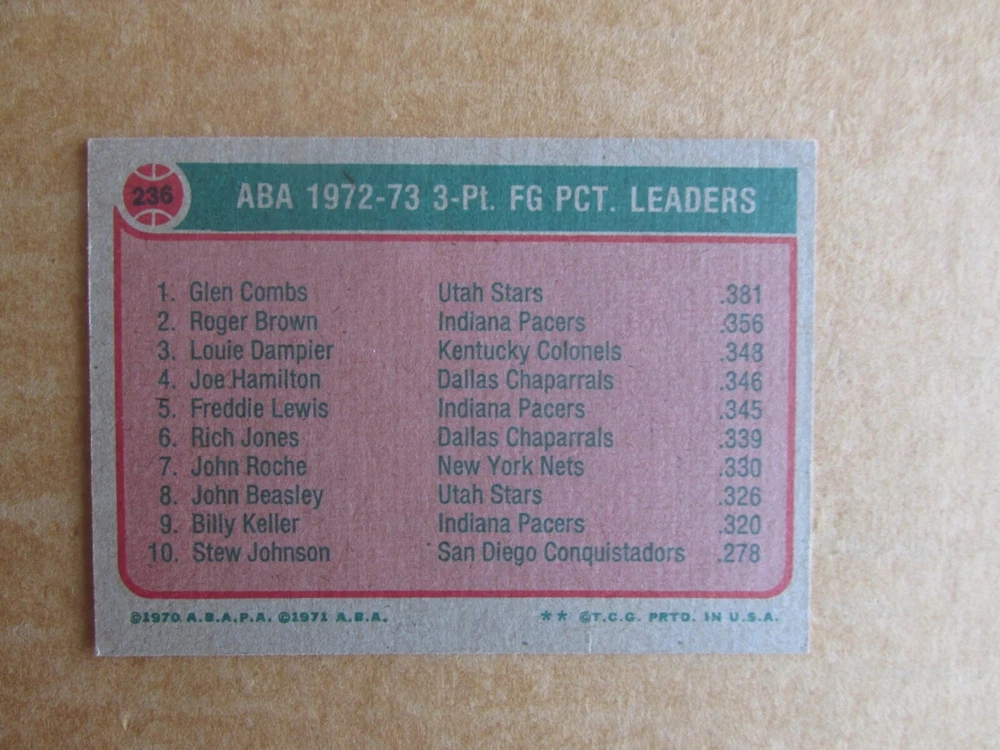 236 ABA 1972-73 3-Pt. FG PCT. LEADERS
1. Glen Combs Utah Stars .381
2. Roger Brown Indiana Pacers .356
3. Louie Dampier Kentucky Colonels .348
4. Joe Hamilton Dallas Chaparrals .346
5. Freddie Lewis Indiana Pacers .345
6. Rich Jones Dallas Chaparrals .339
7. John Roche New York Nets .330
8. John Beasley Utah Stars .326
9. Billy Keller Indiana Pacers .320
10. Stew Johnson San Diego Conquistadors .278
©1970 A.B.A.P.A. ©1971 A.B.A. ** ©T.C.G. PRTD. IN U.S.A.